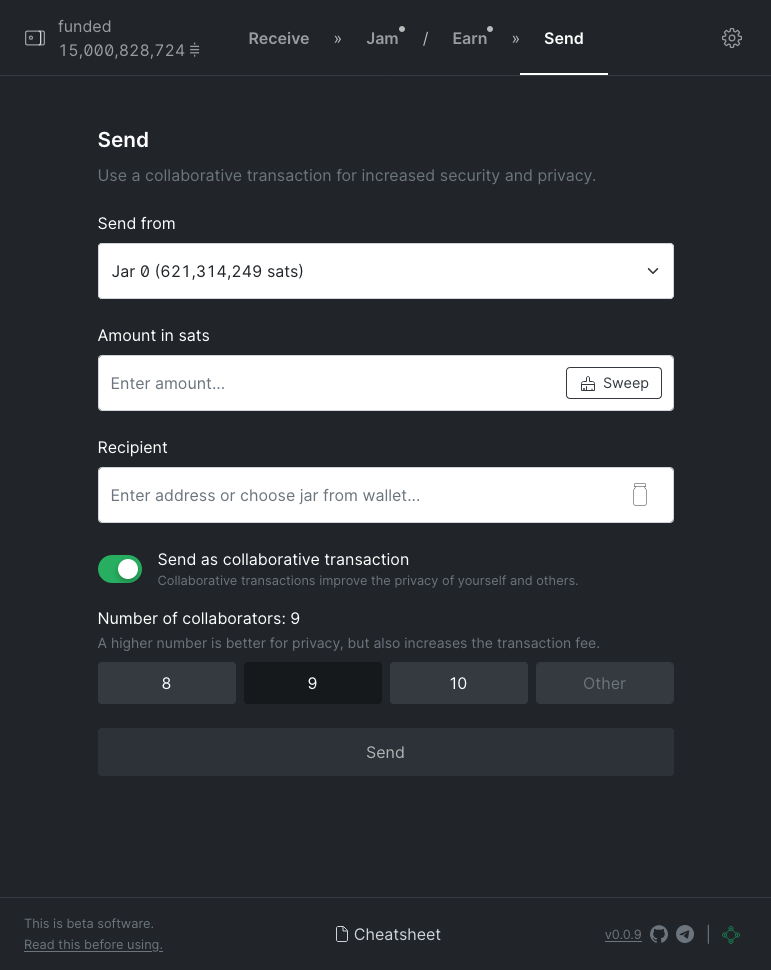 funded
15,000,828,724
Receive » Jam / Earn » Send
Send
Use a collaborative transaction for increased security and privacy.
Send from
Jar 0 (621,314,249 sats)
Amount in sats
Enter amount...
Sweep
Recipient
Enter address or choose jar from wallet...
Send as collaborative transaction
Collaborative transactions improve the privacy of yourself and others.
Number of collaborators: 9
A higher number is better for privacy, but also increases the transaction fee.
8 9 10 Other
Send
This is beta software.
Read this before using.
Cheatsheet
v0.0.9